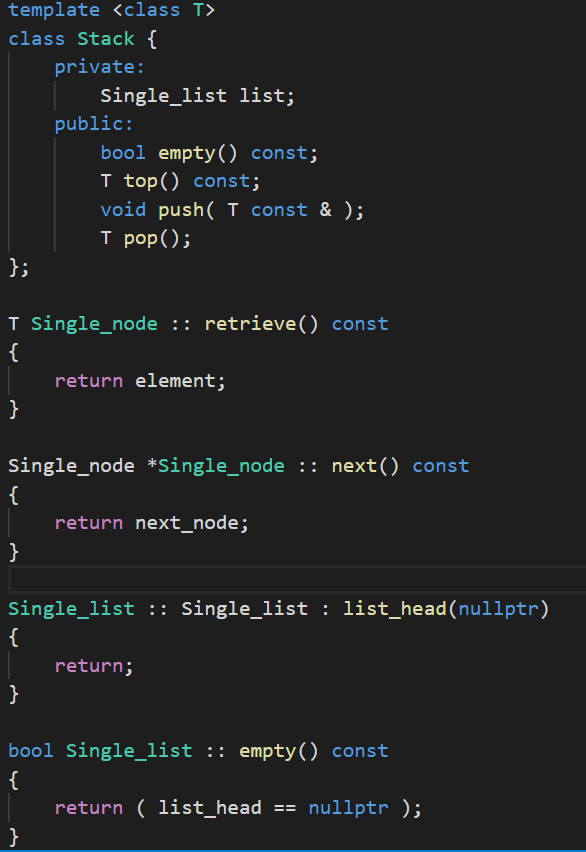 template <class T>
class Stack {
    private:
        Single_list list;
    public:
        bool empty() const;
        T top() const;
        void push( T const & );
        T pop();
};

T Single_node :: retrieve() const
{
    return element;
}

Single_node *Single_node :: next() const
{
    return next_node;
}

Single_list :: Single_list : list_head(nullptr)
{
    return;
}

bool Single_list :: empty() const
{
    return ( list_head == nullptr );
}